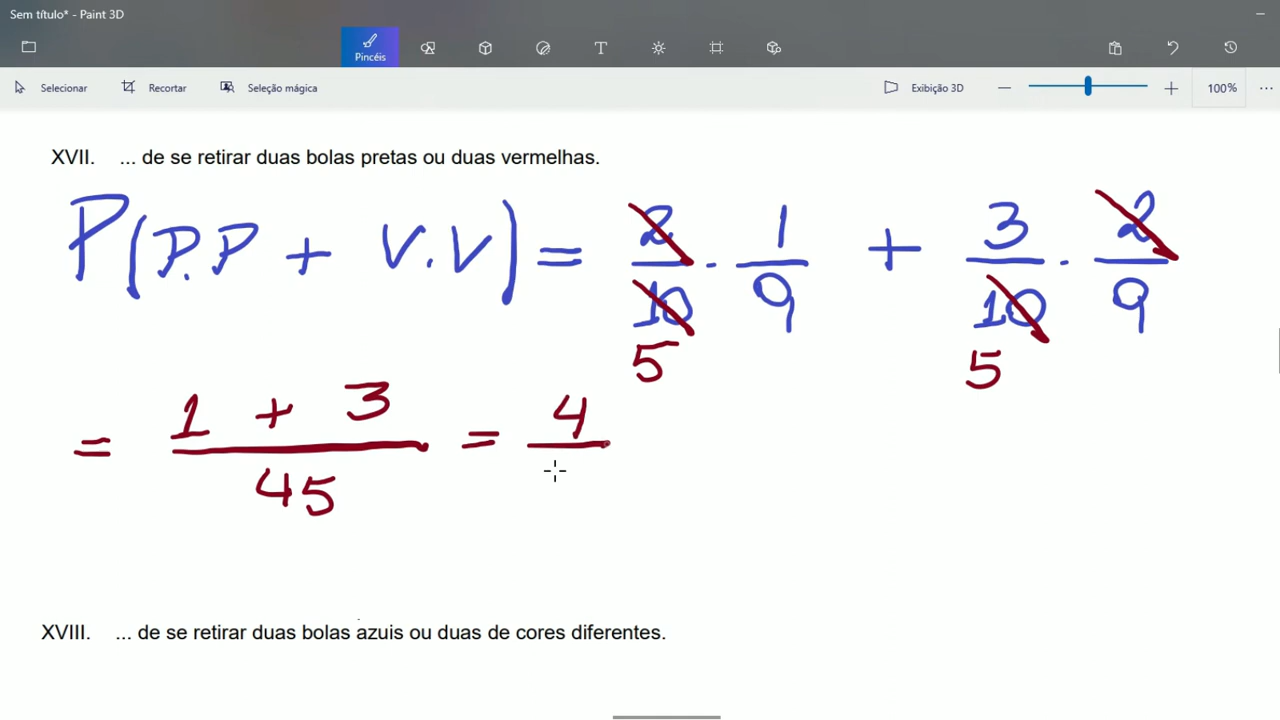 Sem título* - Paint 3D
Pincéis
Selecionar Recortar Seleção mágica Exibição 3D 100%
XVII. ... de se retirar duas bolas pretas ou duas vermelhas.
P(P.P + V.V) = 2/10 . 1/9 + 3/10 . 2/9
5 5
= 1 + 3 / 45 = 4/
XVIII. ... de se retirar duas bolas azuis ou duas de cores diferentes.